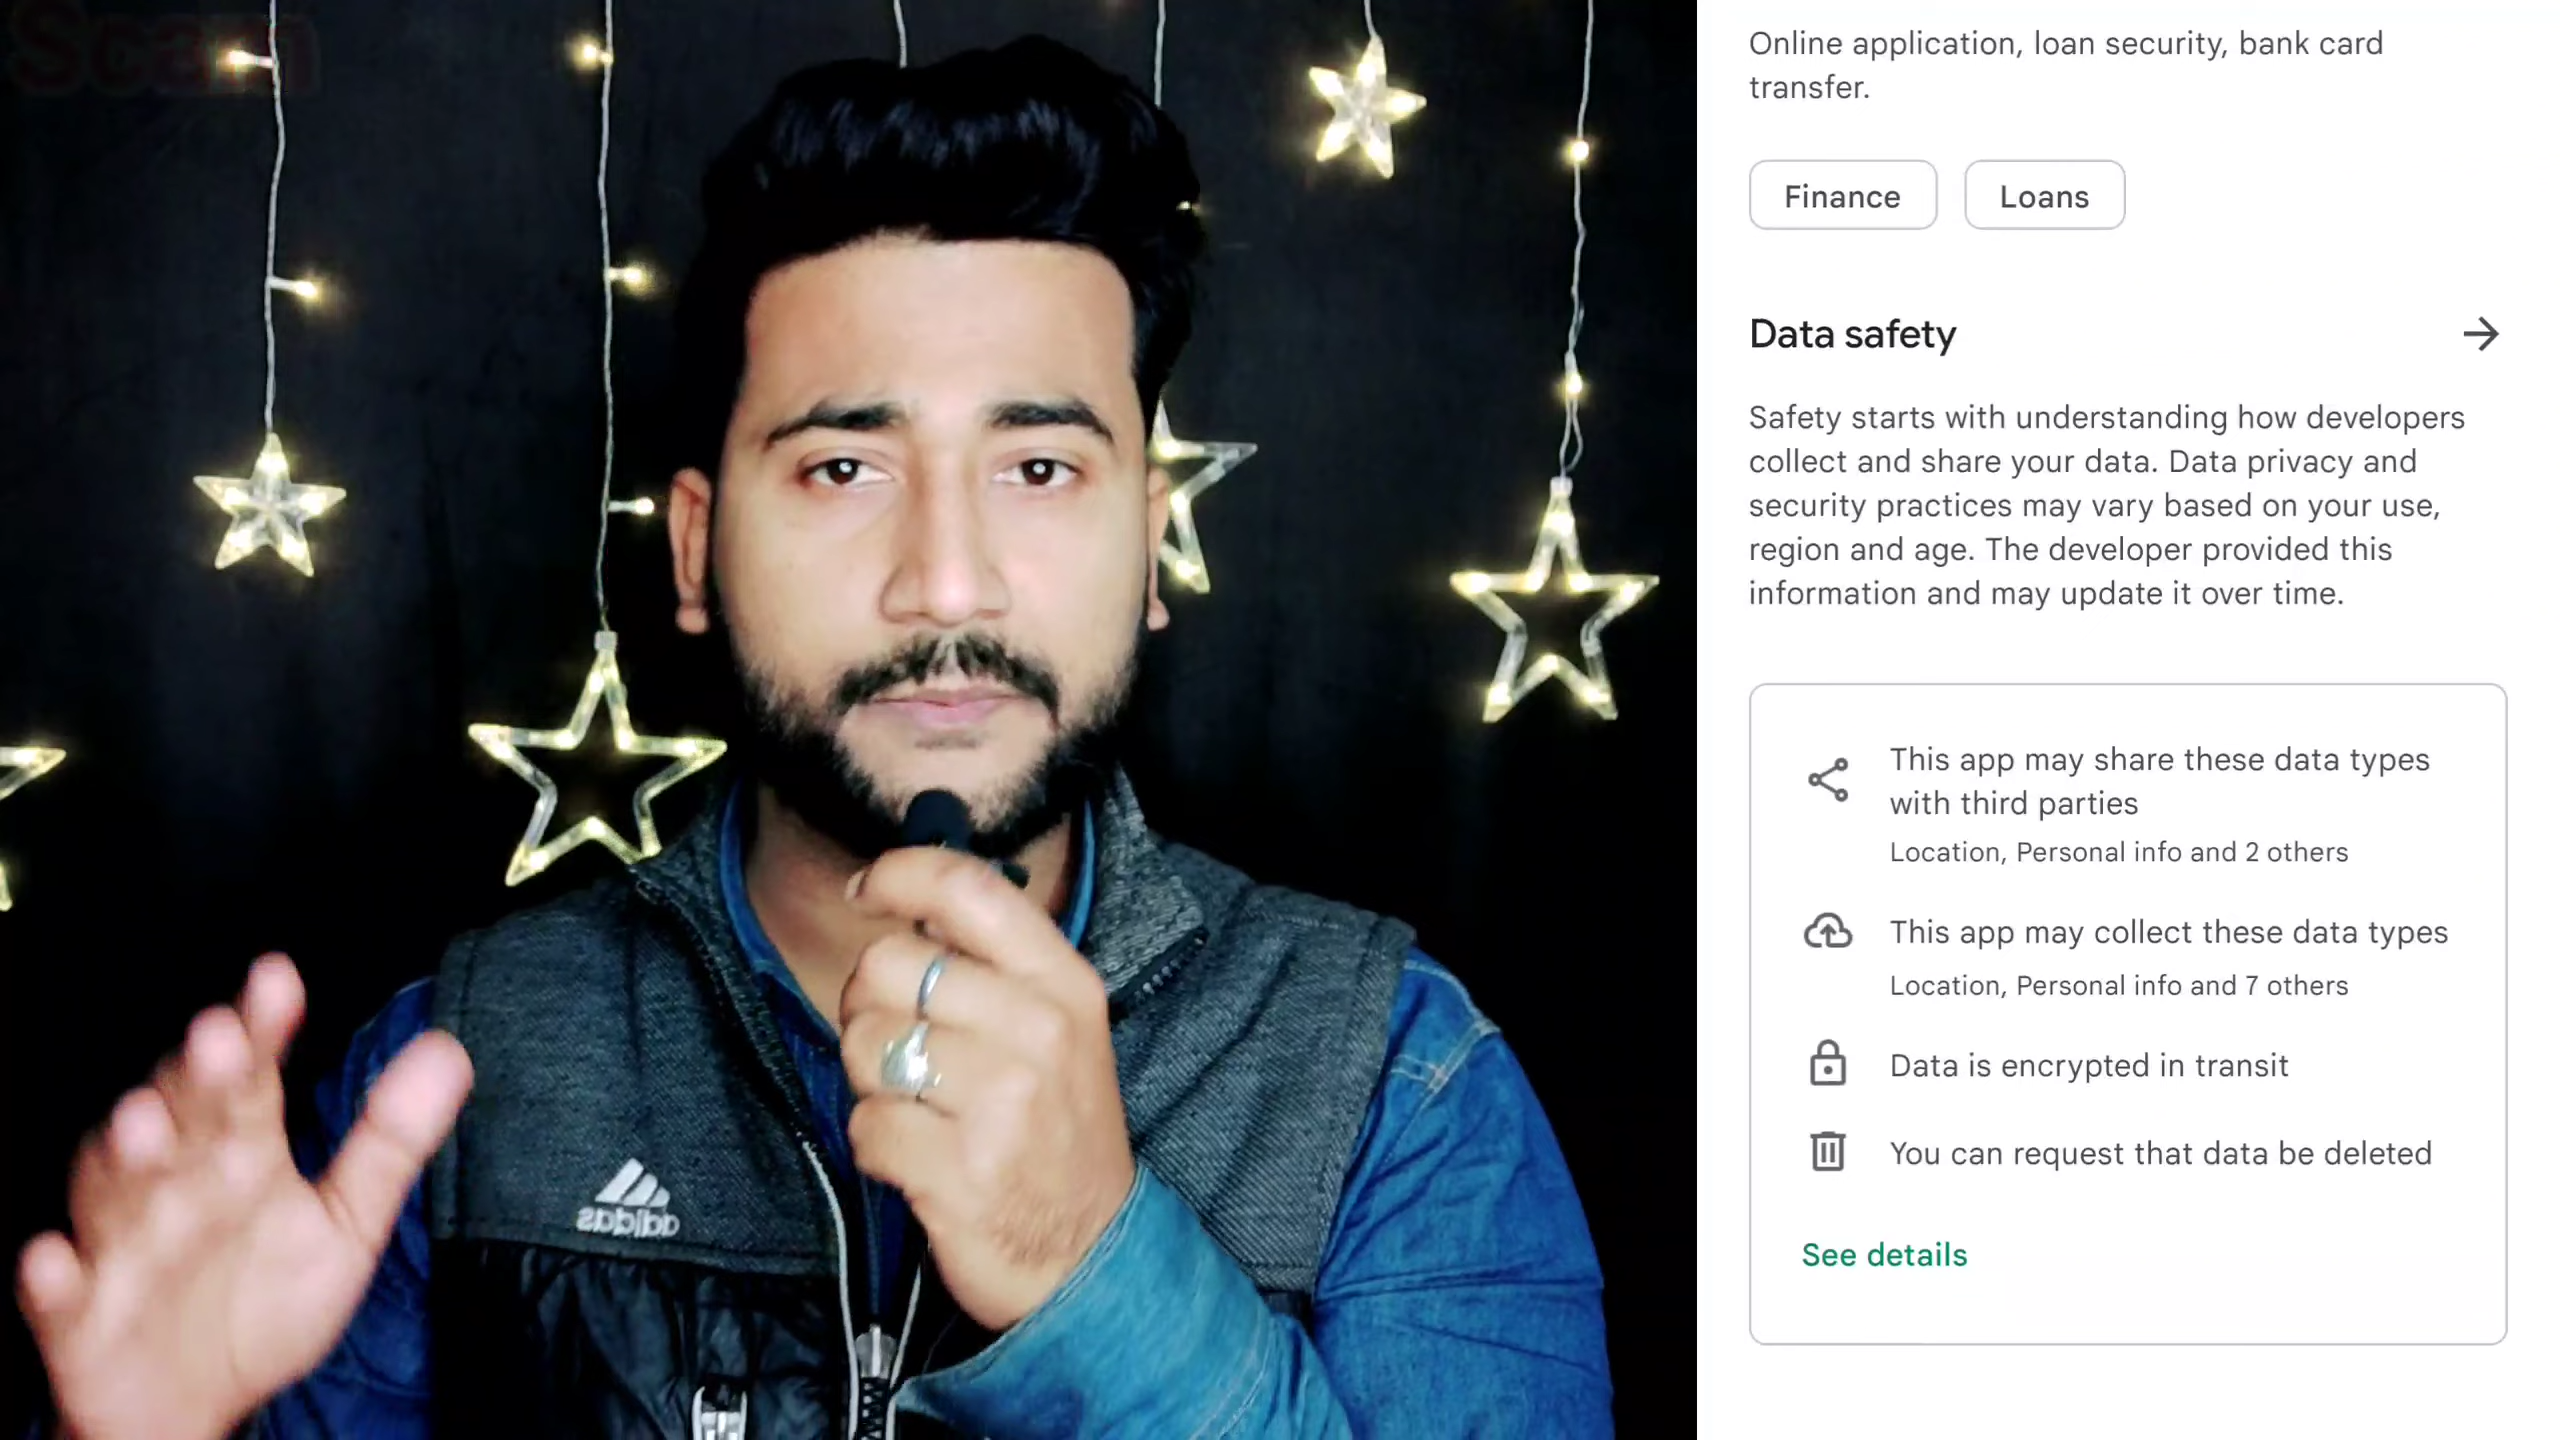 Scam
adidas
Online application, loan security, bank card
transfer.
Finance
Loans
Data safety
Safety starts with understanding how developers
collect and share your data. Data privacy and
security practices may vary based on your use,
region and age. The developer provided this
information and may update it over time.
This app may share these data types
with third parties
Location, Personal info and 2 others
This app may collect these data types
Location, Personal info and 7 others
Data is encrypted in transit
You can request that data be deleted
See details